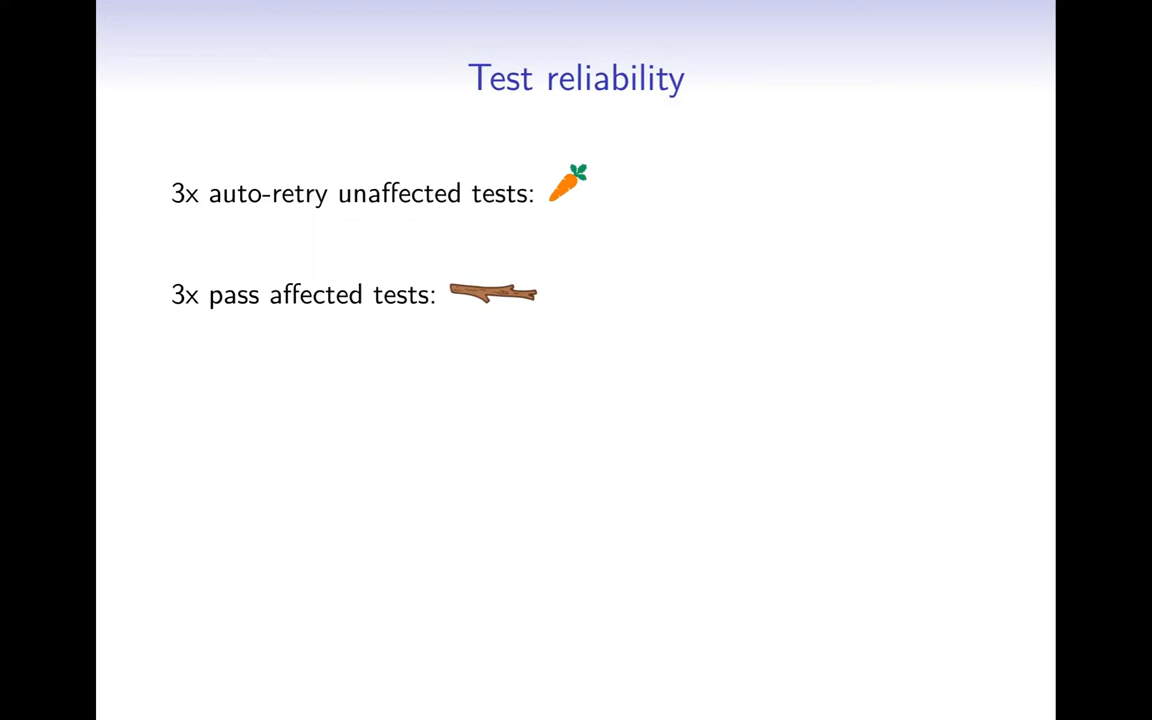 Test reliability
3x auto-retry unaffected tests:
3x pass affected tests: